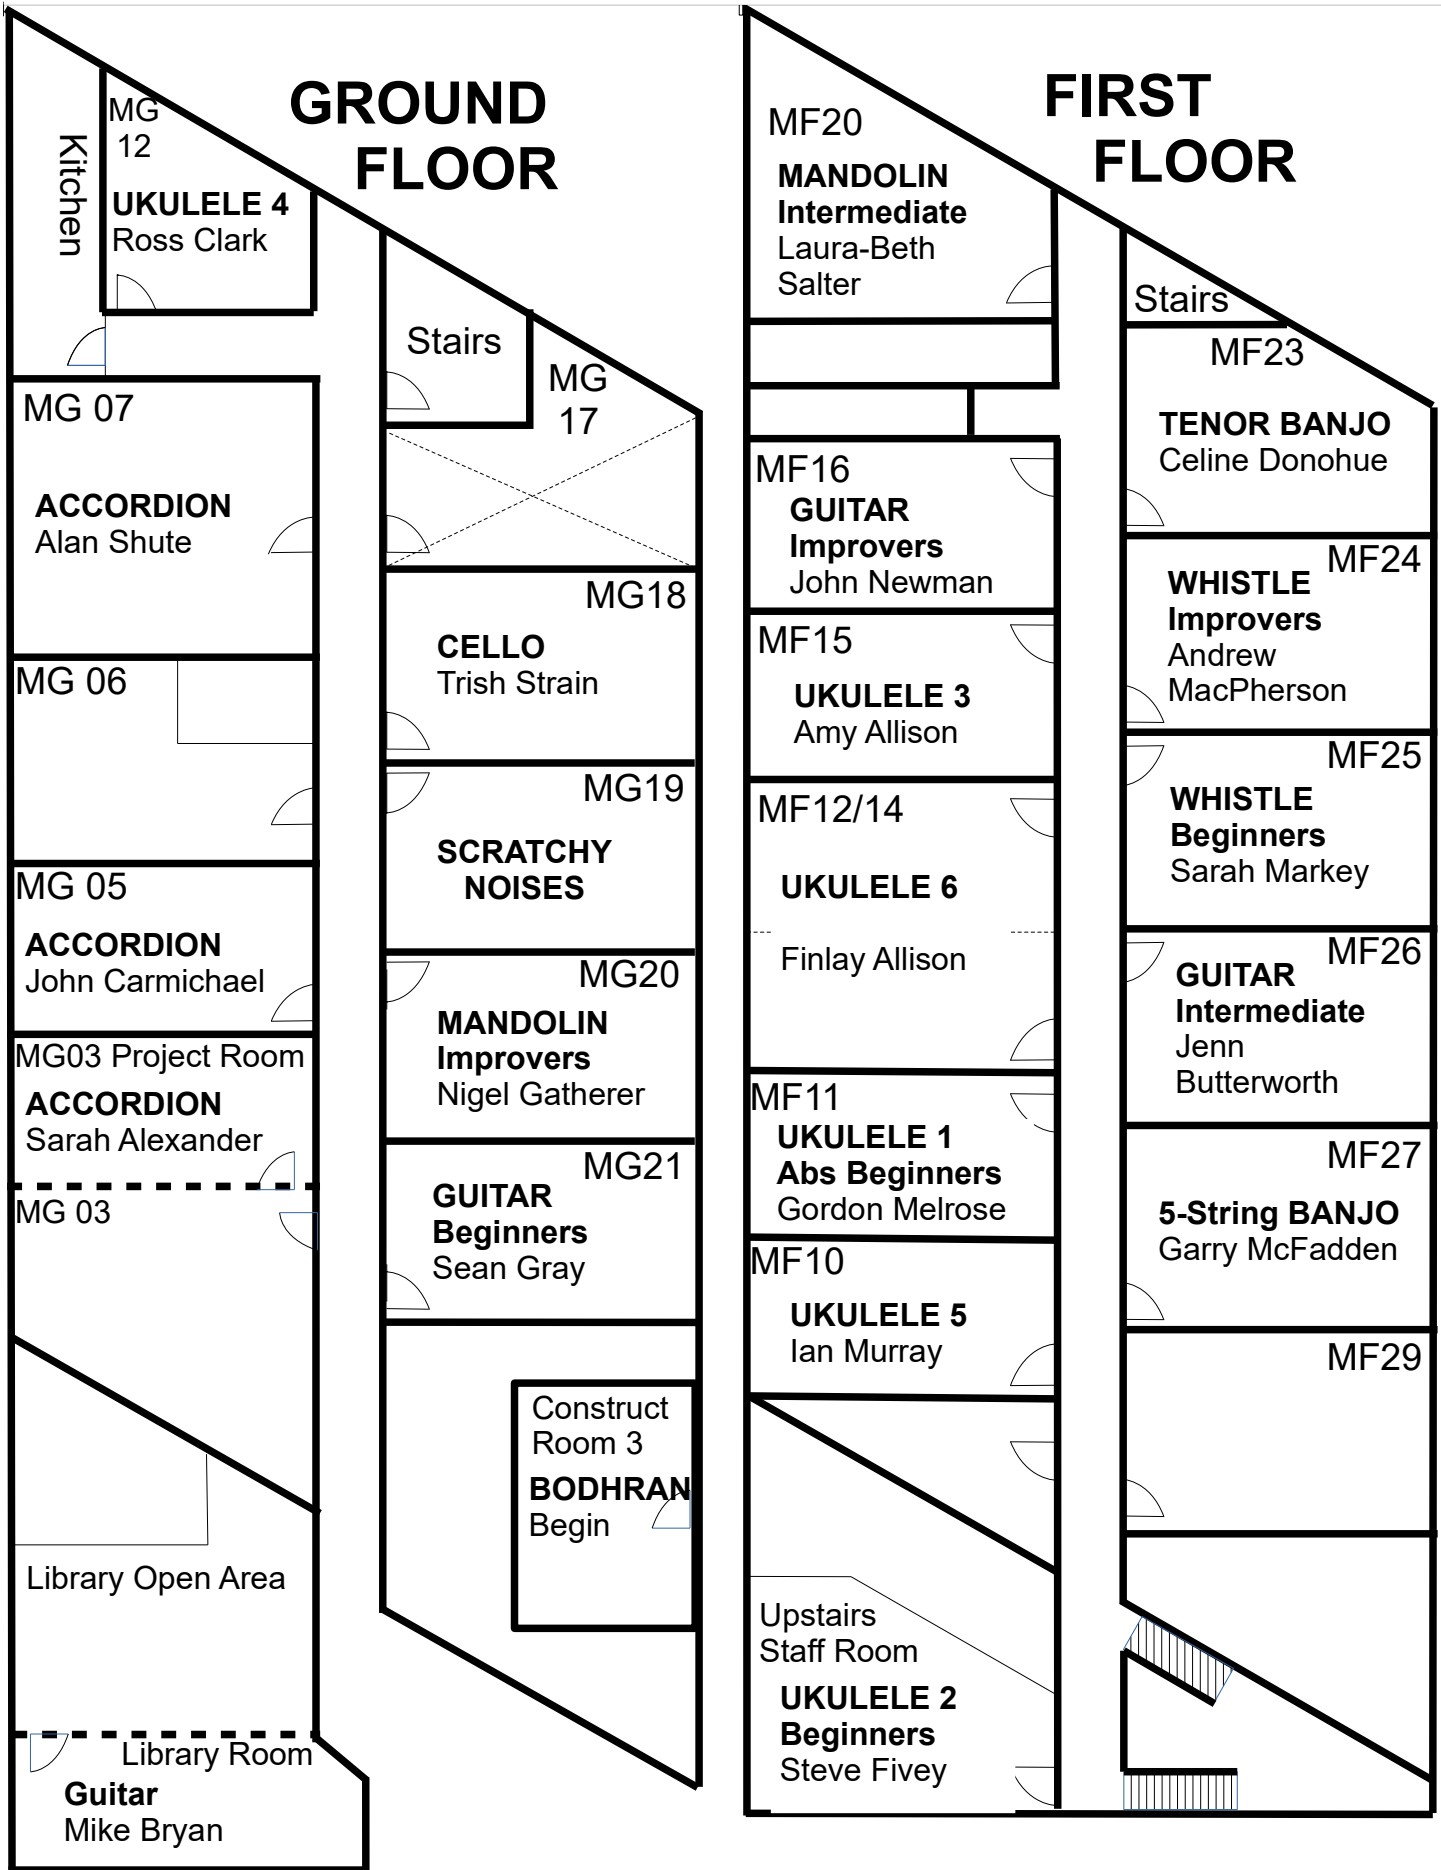 GROUND
FLOOR
Kitchen
MG
12
UKULELE 4
Ross Clark
MG 07
ACCORDION
Alan Shute
MG 06
MG 05
ACCORDION
John Carmichael
MG03 Project Room
ACCORDION
Sarah Alexander
MG 03
Library Open Area
Library Room
Guitar
Mike Bryan
Stairs
MG
17
MG18
CELLO
Trish Strain
MG19
SCRATCHY
NOISES
MG20
MANDOLIN
Improvers
Nigel Gatherer
MG21
GUITAR
Beginners
Sean Gray
Construct
Room 3
BODHRAN
Begin
FIRST
FLOOR
MF20
MANDOLIN
Intermediate
Laura-Beth
Salter
MF16
GUITAR
Improvers
John Newman
MF15
UKULELE 3
Amy Allison
MF12/14
UKULELE 6
Finlay Allison
MF11
UKULELE 1
Abs Beginners
Gordon Melrose
MF10
UKULELE 5
Ian Murray
Upstairs
Staff Room
UKULELE 2
Beginners
Steve Fivey
Stairs
MF23
TENOR BANJO
Celine Donohue
MF24
WHISTLE
Improvers
Andrew
MacPherson
MF25
WHISTLE
Beginners
Sarah Markey
MF26
GUITAR
Intermediate
Jenn
Butterworth
MF27
5-String BANJO
Garry McFadden
MF29